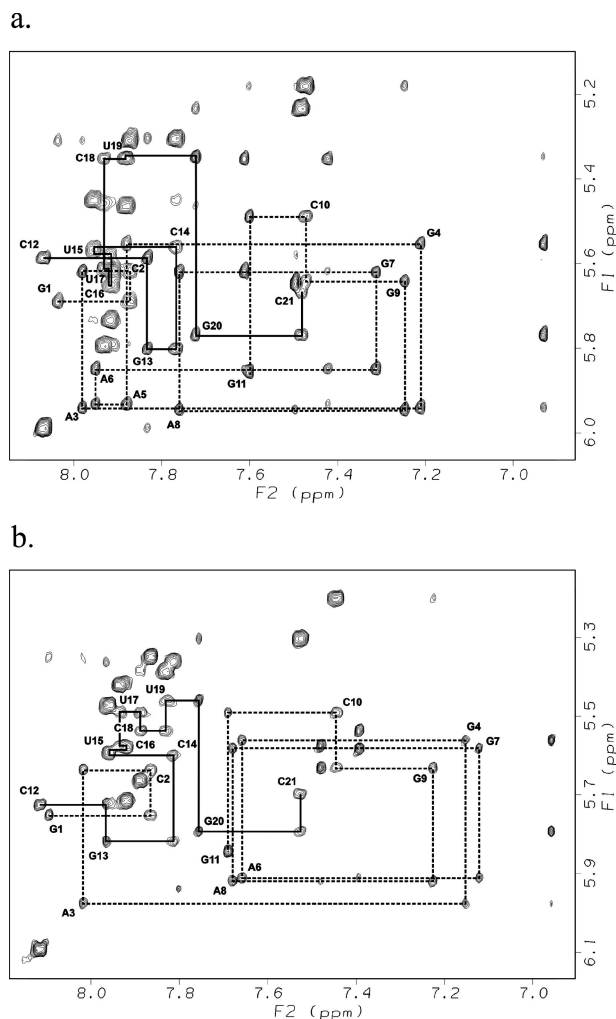 a.
U19
C18
C10
C12
U15
C14
G4
C2
G7
U17
C16
G9
G1
C21
G20
G13
A6
G11
A3
A5
A8
5.2
5.4
5.6
5.8
6.0
F1 (ppm)
8.0 7.8 7.6 7.4 7.2 7.0
F2 (ppm)
b.
U19
U17
C10
C18
G4
U15
C16
C14
G7
C2
G9
C12
C21
G1
G20
G13
G11
A6
A8
A3
5.3
5.5
5.7
5.9
6.1
F1 (ppm)
8.0 7.8 7.6 7.4 7.2 7.0
F2 (ppm)